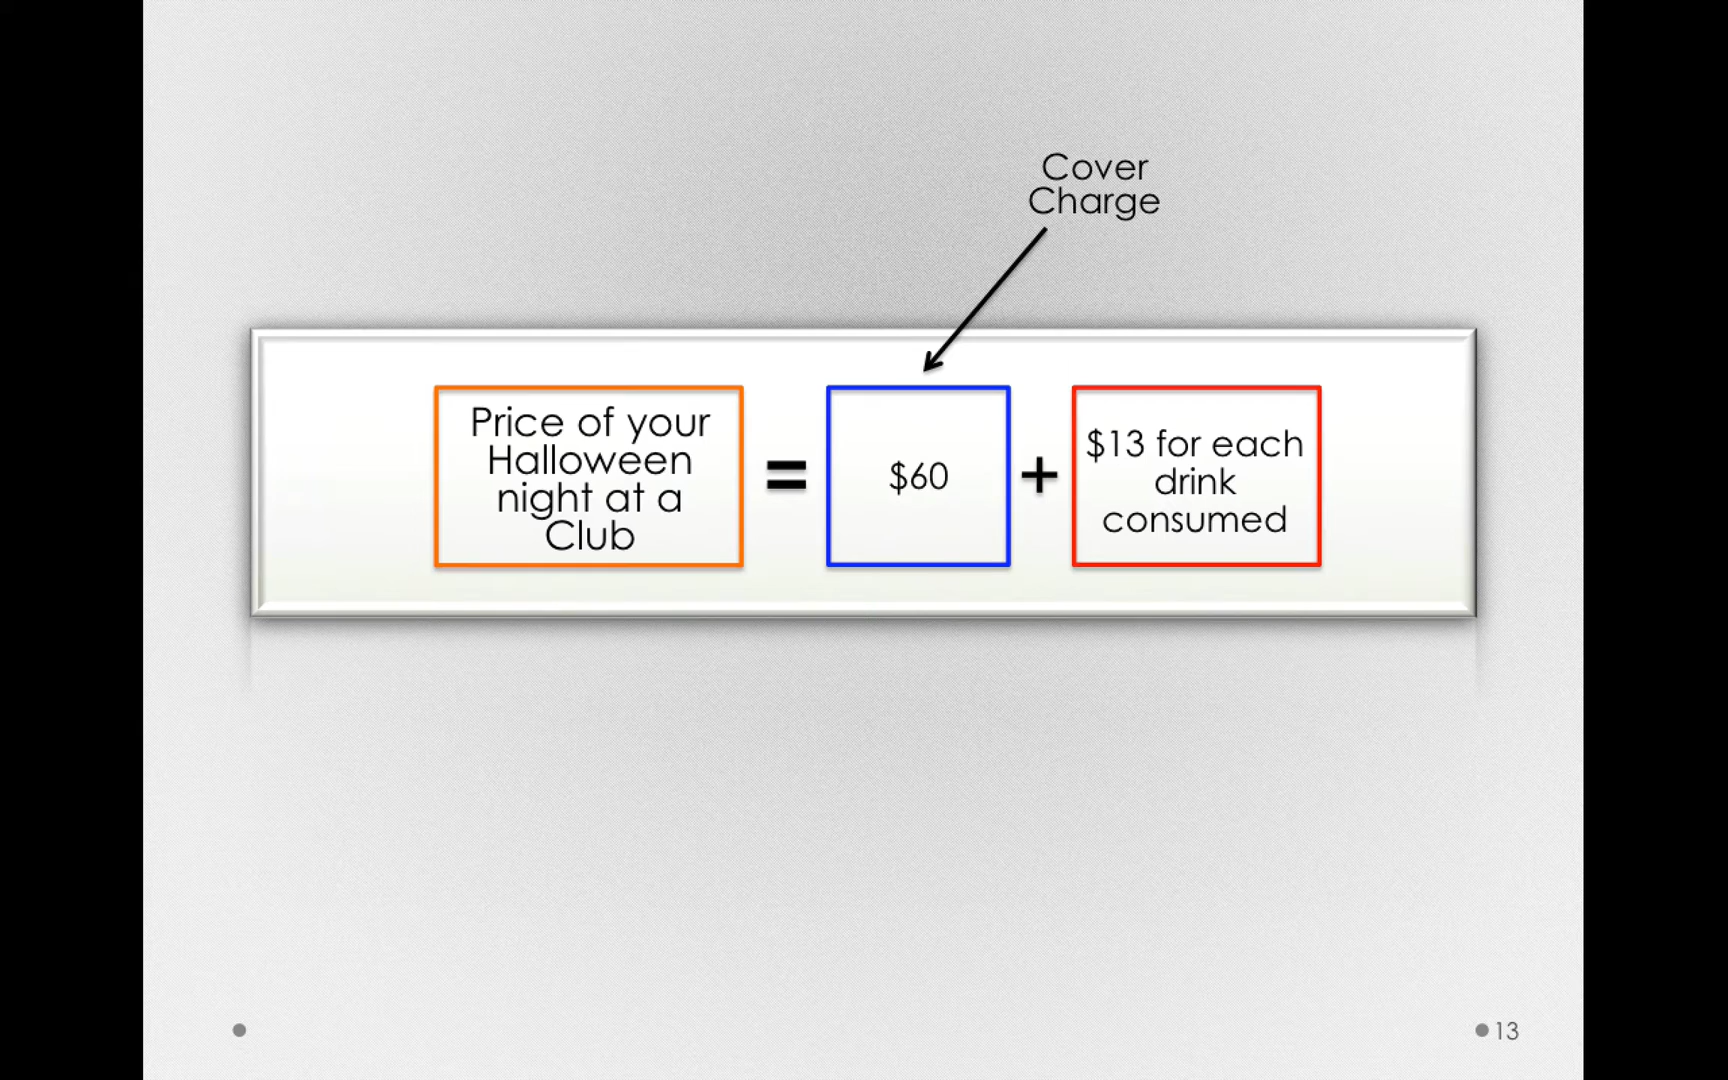 Cover
Charge
Price of your
Halloween
night at a
Club
=
$60
+
$13 for each
drink
consumed
13